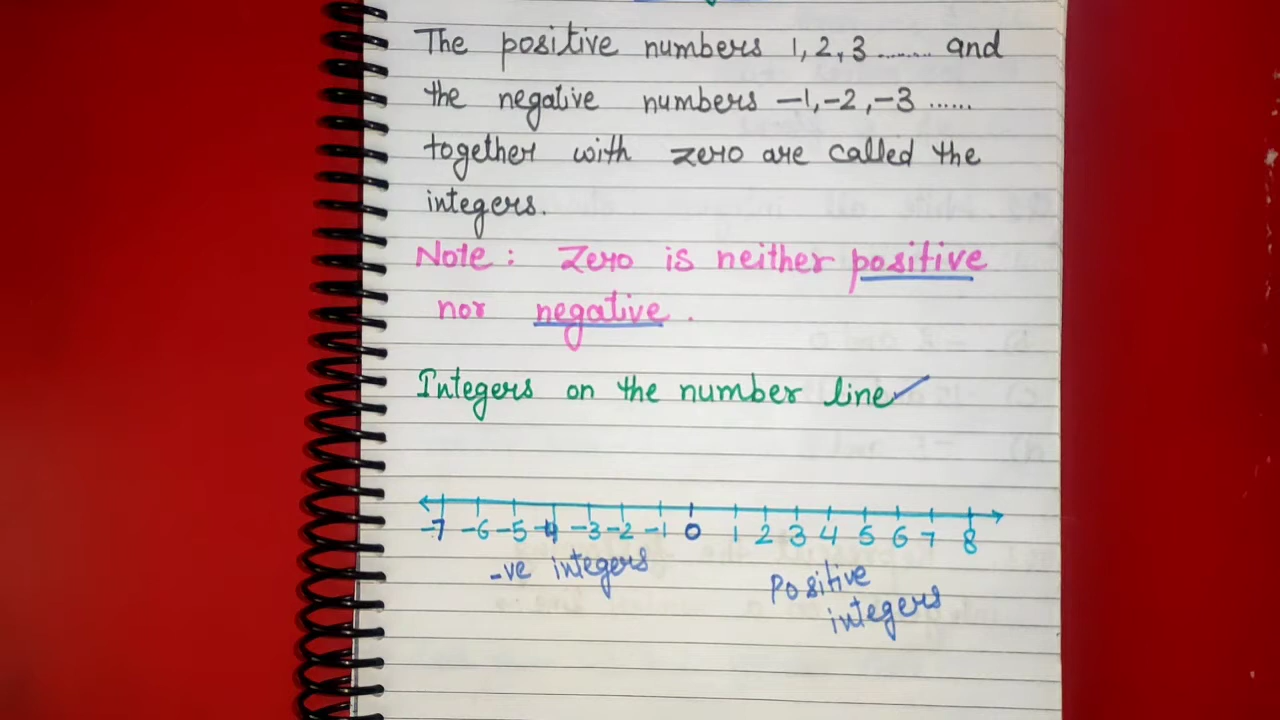 The positive numbers 1, 2, 3 ........ and
the negative numbers -1, -2, -3 ......
together with zero are called the
integers.
Note : Zero is neither positive
nor negative .
Integers on the number line
-7 -6 -5 -4 -3 -2 -1 0 1 2 3 4 5 6 7 8
-ve integers
Positive
integers